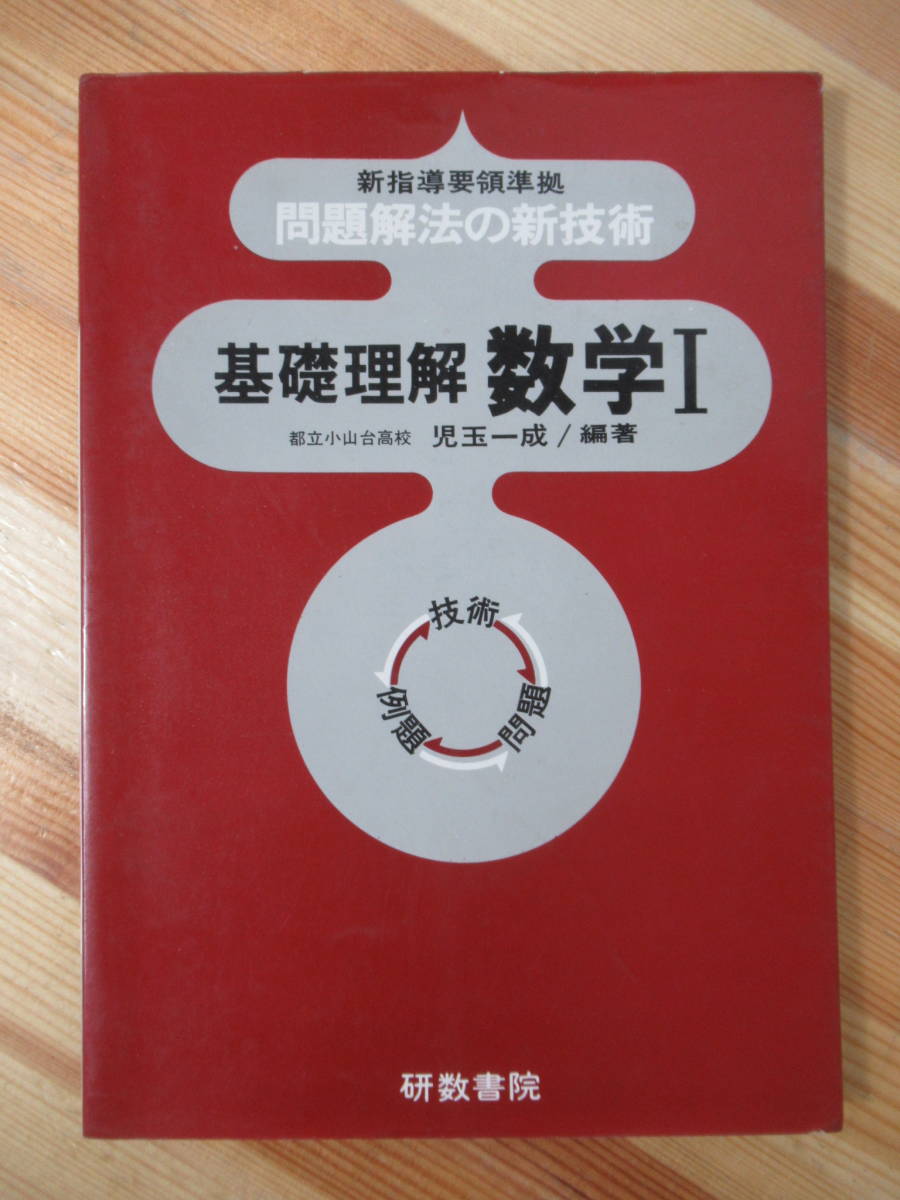 新指導要領準拠
問題解法の新技術
基礎理解 数学Ⅰ
都立小山台高校 児玉一成/編著
技術
例題
問題
研数書院